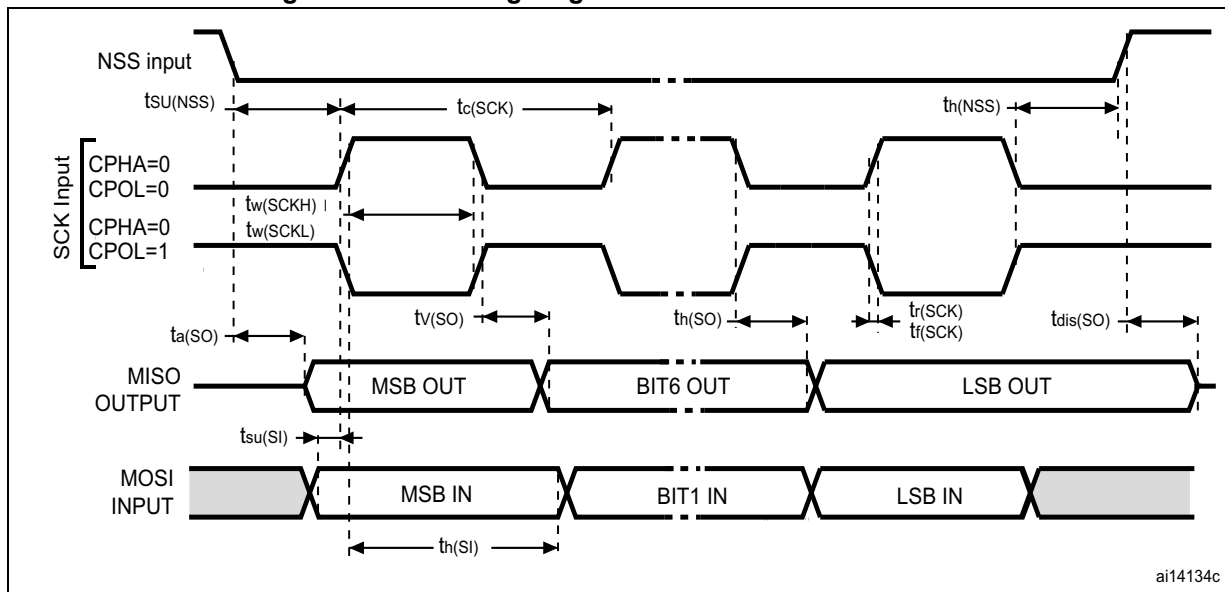 NSS input
tSU(NSS)
tc(SCK)
th(NSS)
SCK Input
CPHA=0
CPOL=0
tw(SCKH)
CPHA=0
CPOL=1
tw(SCKL)
ta(SO)
tV(SO)
th(SO)
tr(SCK)
tf(SCK)
tdis(SO)
MISO
OUTPUT
MSB OUT
BIT6 OUT
LSB OUT
tsu(SI)
MOSI
INPUT
MSB IN
BIT1 IN
LSB IN
th(SI)
ai14134c